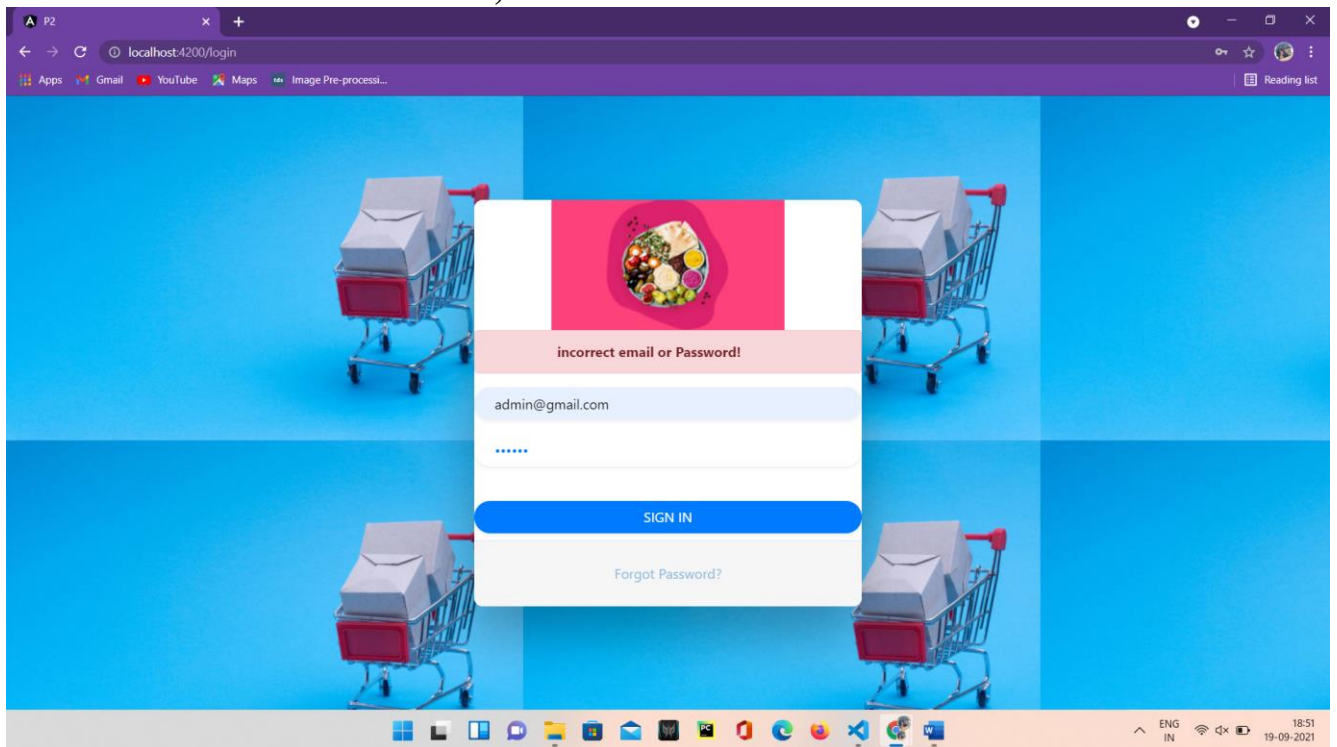 P2
localhost:4200/login
Apps Gmail YouTube Maps tds Image Pre-processi... Reading list
incorrect email or Password!
admin@gmail.com
SIGN IN
Forgot Password?
ENG 18:51
IN 19-09-2021